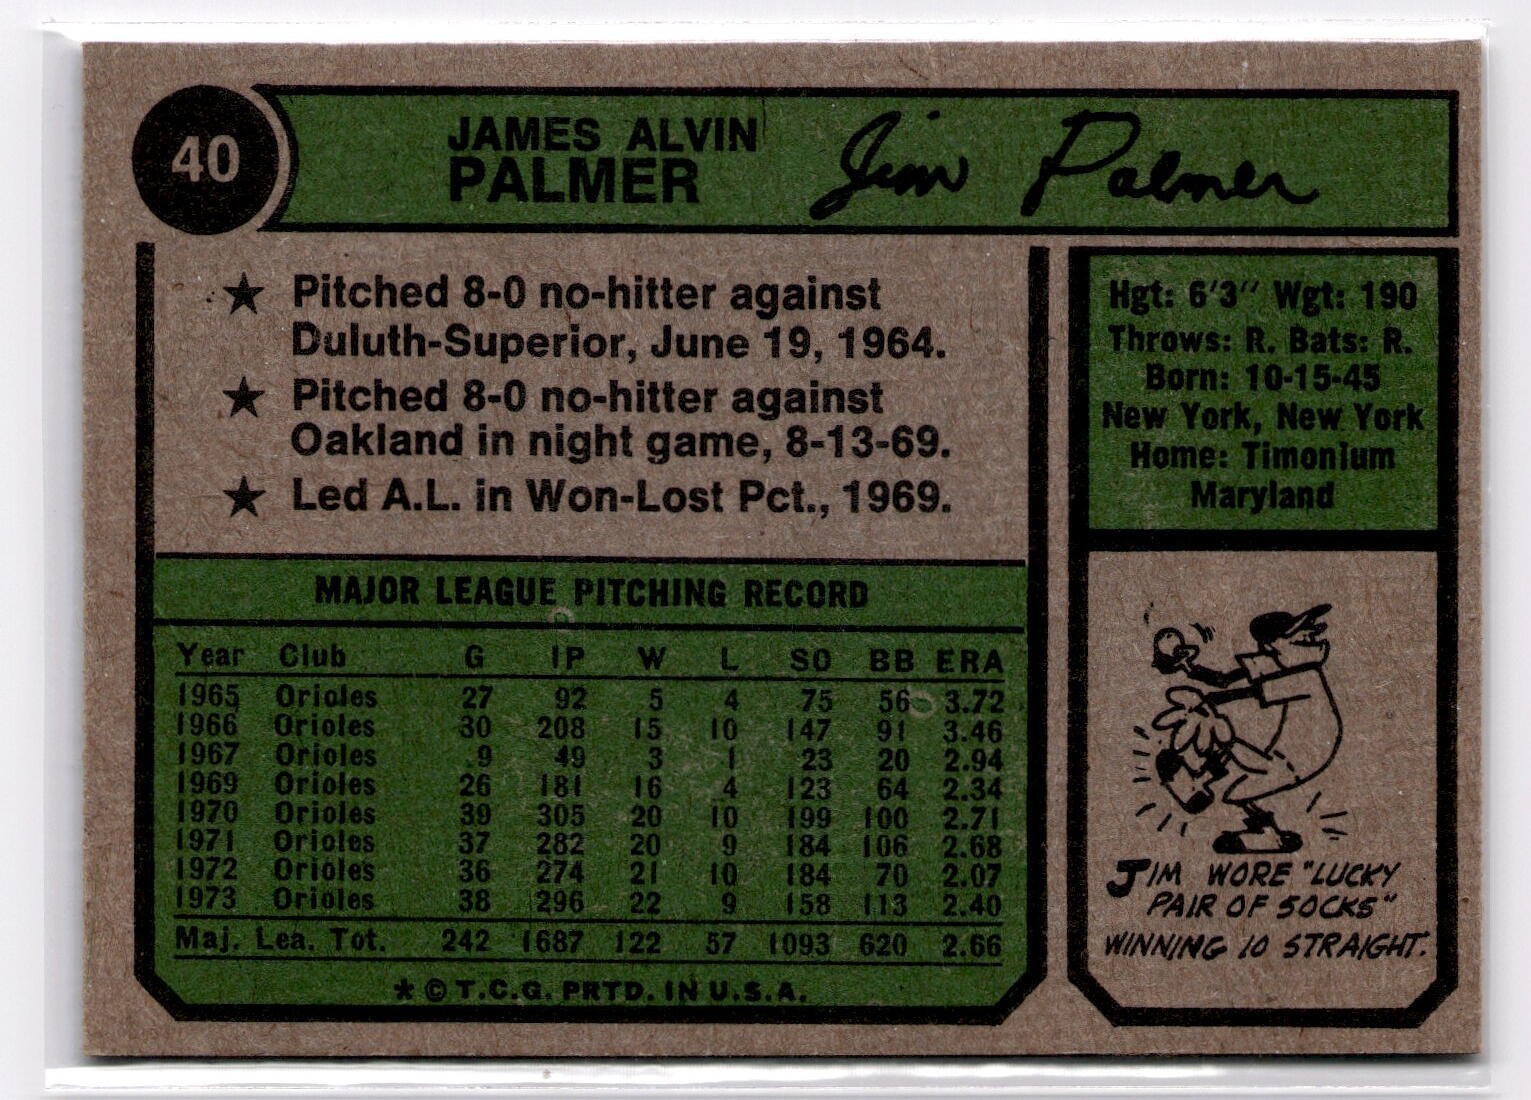 40
JAMES ALVIN
PALMER
Jim Palmer
★ Pitched 8-0 no-hitter against
Duluth-Superior, June 19, 1964.
★ Pitched 8-0 no-hitter against
Oakland in night game, 8-13-69.
★ Led A.L. in Won-Lost Pct., 1969.
Hgt: 6'3" Wgt: 190
Throws: R. Bats: R.
Born: 10-15-45
New York, New York
Home: Timonium
Maryland
MAJOR LEAGUE PITCHING RECORD
Year Club G IP W L SO BB ERA
1965 Orioles 27 92 5 4 75 56 3.72
1966 Orioles 30 208 15 10 147 91 3.46
1967 Orioles 9 49 3 1 23 20 2.94
1969 Orioles 26 181 16 4 123 64 2.34
1970 Orioles 39 305 20 10 199 100 2.71
1971 Orioles 37 282 20 9 184 106 2.68
1972 Orioles 36 274 21 10 184 70 2.07
1973 Orioles 38 296 22 9 158 113 2.40
Maj. Lea. Tot. 242 1687 122 57 1093 620 2.66
* © T.C.G. PRTD. IN U.S.A.
JIM WORE "LUCKY
PAIR OF SOCKS"
WINNING 10 STRAIGHT.